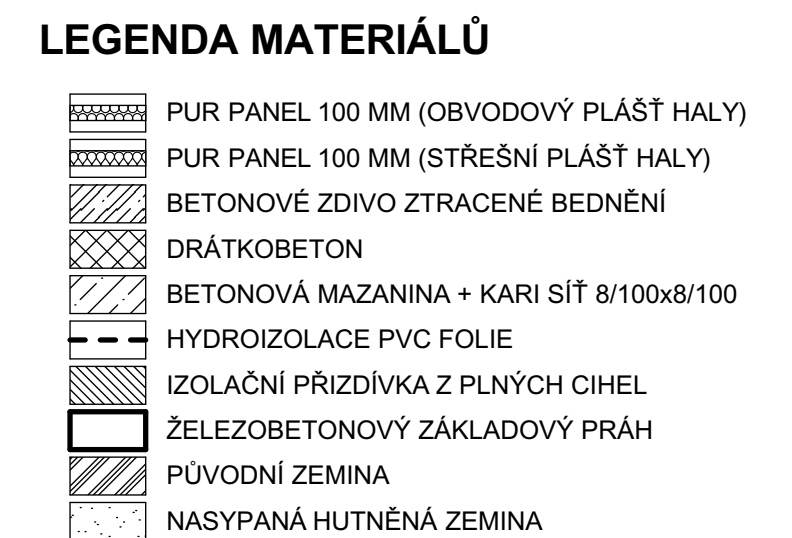 LEGENDA MATERIÁLŮ
PUR PANEL 100 MM (OBVODOVÝ PLÁŠŤ HALY)
PUR PANEL 100 MM (STŘEŠNÍ PLÁŠŤ HALY)
BETONOVÉ ZDIVO ZTRACENÉ BEDNĚNÍ
DRÁTKOBETON
BETONOVÁ MAZANINA + KARI SÍŤ 8/100x8/100
HYDROIZOLACE PVC FOLIE
IZOLAČNÍ PŘIZDÍVKA Z PLNÝCH CIHEL
ŽELEZOBETONOVÝ ZÁKLADOVÝ PRÁH
PŮVODNÍ ZEMINA
NASYPANÁ HUTNĚNÁ ZEMINA